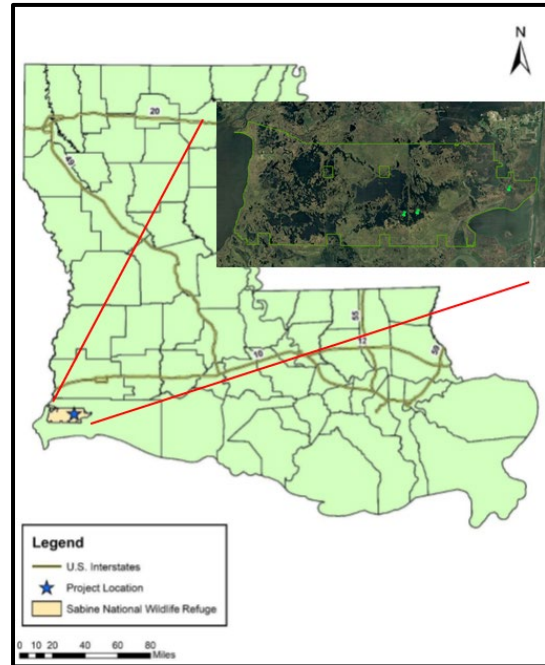 N
20
49
55
12
10
59
Legend
U.S. Interstates
Project Location
Sabine National Wildlife Refuge
0 10 20 40 60 80
Miles